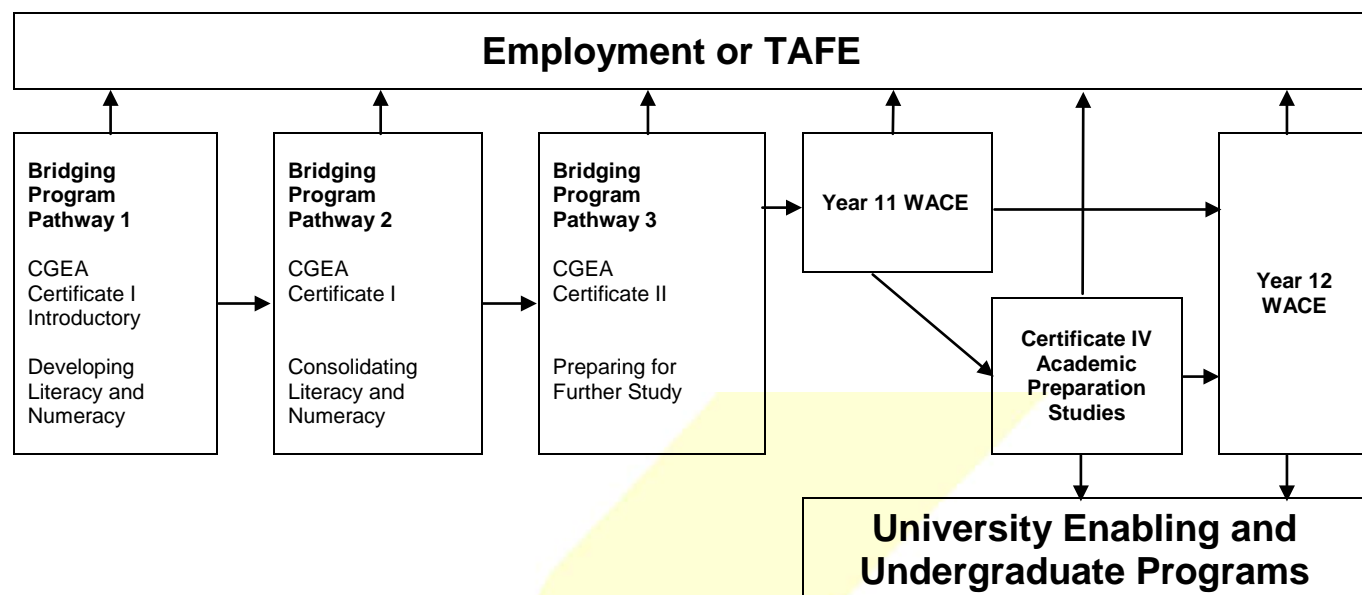 Employment or TAFE
Bridging
Program
Pathway 1
CGEA
Certificate I
Introductory
Developing
Literacy and
Numeracy
Bridging
Program
Pathway 2
CGEA
Certificate I
Consolidating
Literacy and
Numeracy
Bridging
Program
Pathway 3
CGEA
Certificate II
Preparing for
Further Study
Year 11 WACE
Certificate IV
Academic
Preparation
Studies
Year 12
WACE
University Enabling and
Undergraduate Programs